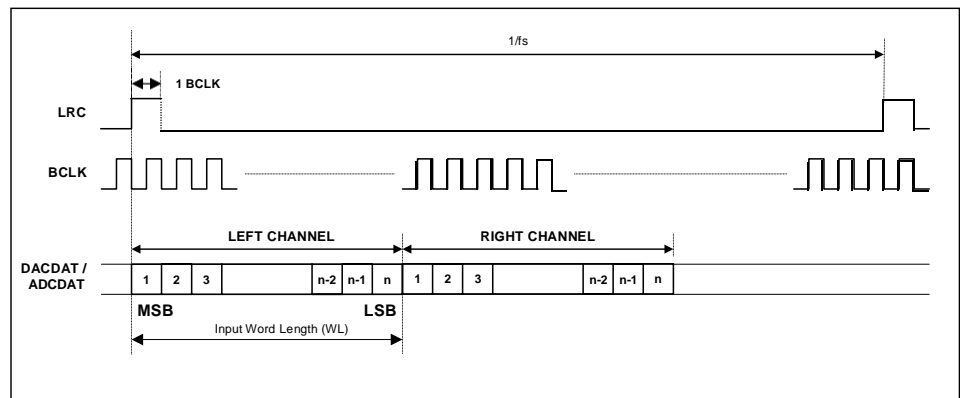 1/fs
1 BCLK
LRC
BCLK
LEFT CHANNEL RIGHT CHANNEL
DACDAT /
ADCDAT
1 2 3 n-2 n-1 n 1 2 3 n-2 n-1 n
MSB LSB
Input Word Length (WL)